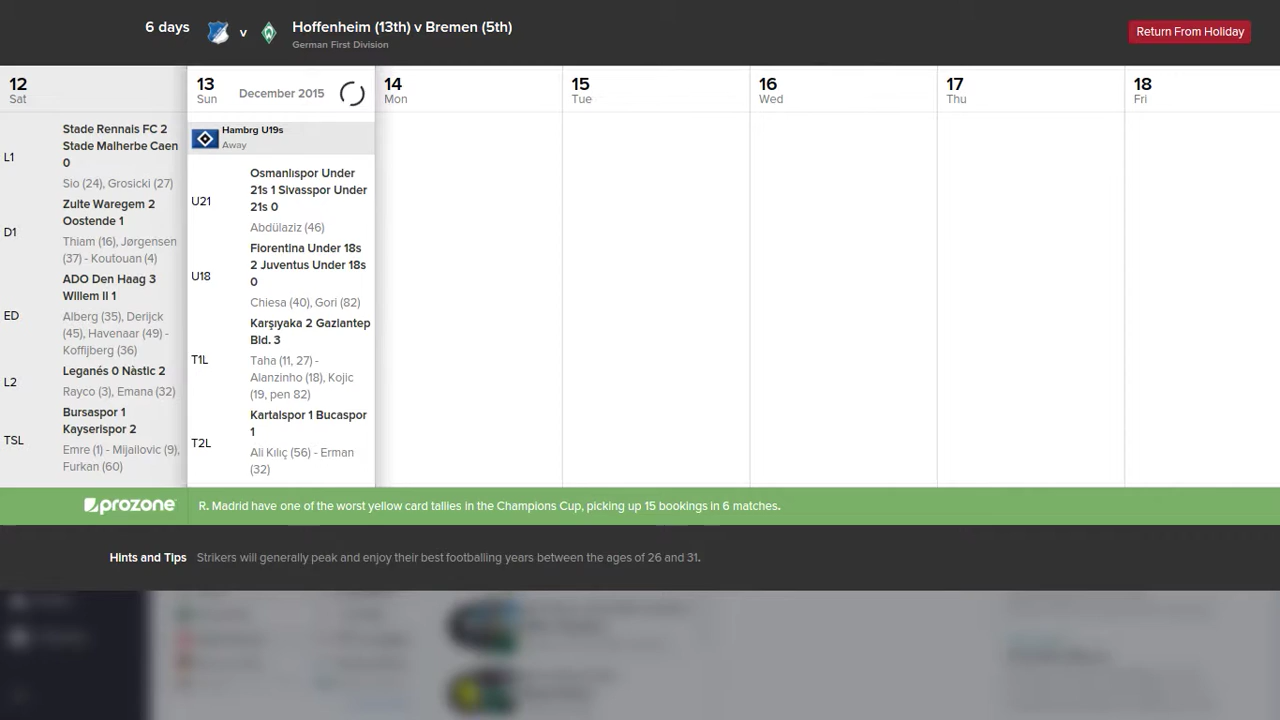 6 days
v
Hoffenheim (13th) v Bremen (5th)
German First Division
Return From Holiday
12
Sat
13
Sun
December 2015
14
Mon
15
Tue
16
Wed
17
Thu
18
Fri
L1
Stade Rennais FC 2
Stade Malherbe Caen
0
Sio (24), Grosicki (27)
D1
Zulte Waregem 2
Oostende 1
Thiam (16), Jørgensen
(37) - Koutouan (4)
ED
ADO Den Haag 3
Willem II 1
Alberg (35), Derijck
(45), Havenaar (49) -
Koffijberg (36)
L2
Leganés 0 Nàstic 2
Rayco (3), Emana (32)
TSL
Bursaspor 1
Kayserispor 2
Emre (1) - Mijailovic (9),
Furkan (60)
Hambrg U19s
Away
U21
Osmanlıspor Under
21s 1 Sivasspor Under
21s 0
Abdülaziz (46)
U18
Fiorentina Under 18s
2 Juventus Under 18s
0
Chiesa (40), Gori (82)
T1L
Karşıyaka 2 Gaziantep
Bld. 3
Taha (11, 27) -
Alanzinho (18), Kojic
(19, pen 82)
T2L
Kartalspor 1 Bucaspor
1
Ali Kılıç (56) - Erman
(32)
prozone
R. Madrid have one of the worst yellow card tallies in the Champions Cup, picking up 15 bookings in 6 matches.
Hints and Tips
Strikers will generally peak and enjoy their best footballing years between the ages of 26 and 31.